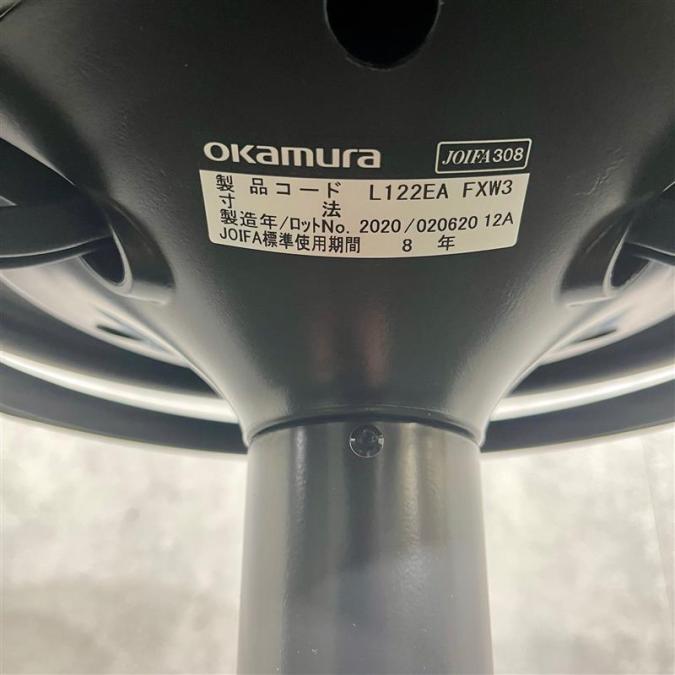 okamura
JOIFA308
製品コード L122EA FXW3
寸法
製造年/ロットNo. 2020/020620 12A
JOIFA標準使用期間 8 年